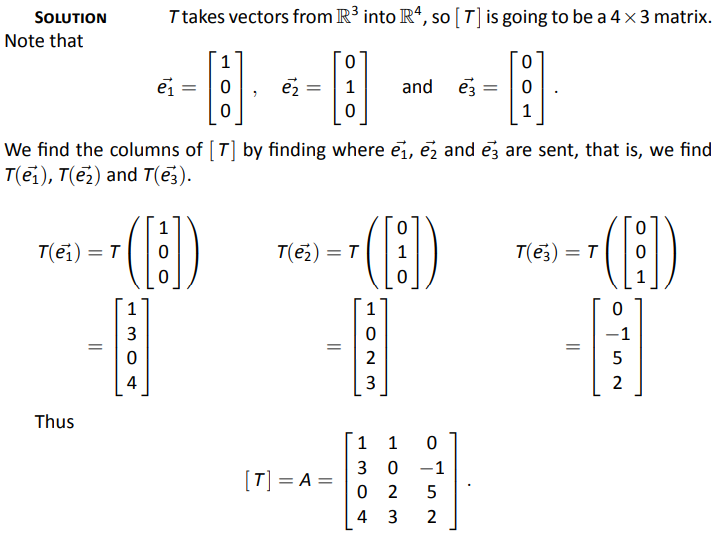 SOLUTION T takes vectors from ℝ³ into ℝ⁴, so [ T ] is going to be a 4 × 3 matrix.
Note that
e⃗₁ = [ 1 0 0 ] , e⃗₂ = [ 0 1 0 ] and e⃗₃ = [ 0 0 1 ] .
We find the columns of [ T ] by finding where e⃗₁, e⃗₂ and e⃗₃ are sent, that is, we find
T(e⃗₁), T(e⃗₂) and T(e⃗₃).
T(e⃗₁) = T ( [ 1 0 0 ] ) T(e⃗₂) = T ( [ 0 1 0 ] ) T(e⃗₃) = T ( [ 0 0 1 ] )
= [ 1 3 0 4 ] = [ 1 0 2 3 ] = [ 0 −1 5 2 ]
Thus
[ T ] = A = [ 1 1 0
3 0 −1
0 2 5
4 3 2 ] .